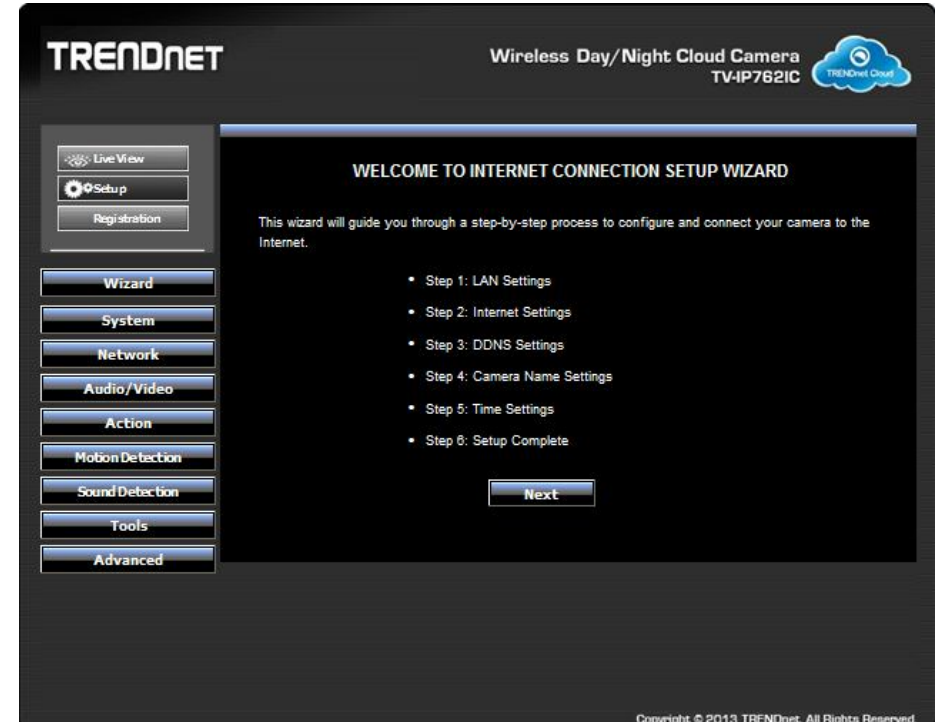 TRENDNET
Wireless Day/Night Cloud Camera
TV-IP762IC
TRENDnet Cloud
Live View
Setup
Registration
Wizard
System
Network
Audio/Video
Action
Motion Detection
Sound Detection
Tools
Advanced
WELCOME TO INTERNET CONNECTION SETUP WIZARD
This wizard will guide you through a step-by-step process to configure and connect your camera to the
Internet.
• Step 1: LAN Settings
• Step 2: Internet Settings
• Step 3: DDNS Settings
• Step 4: Camera Name Settings
• Step 5: Time Settings
• Step 6: Setup Complete
Next
Copyright © 2013 TRENDnet. All Rights Reserved.